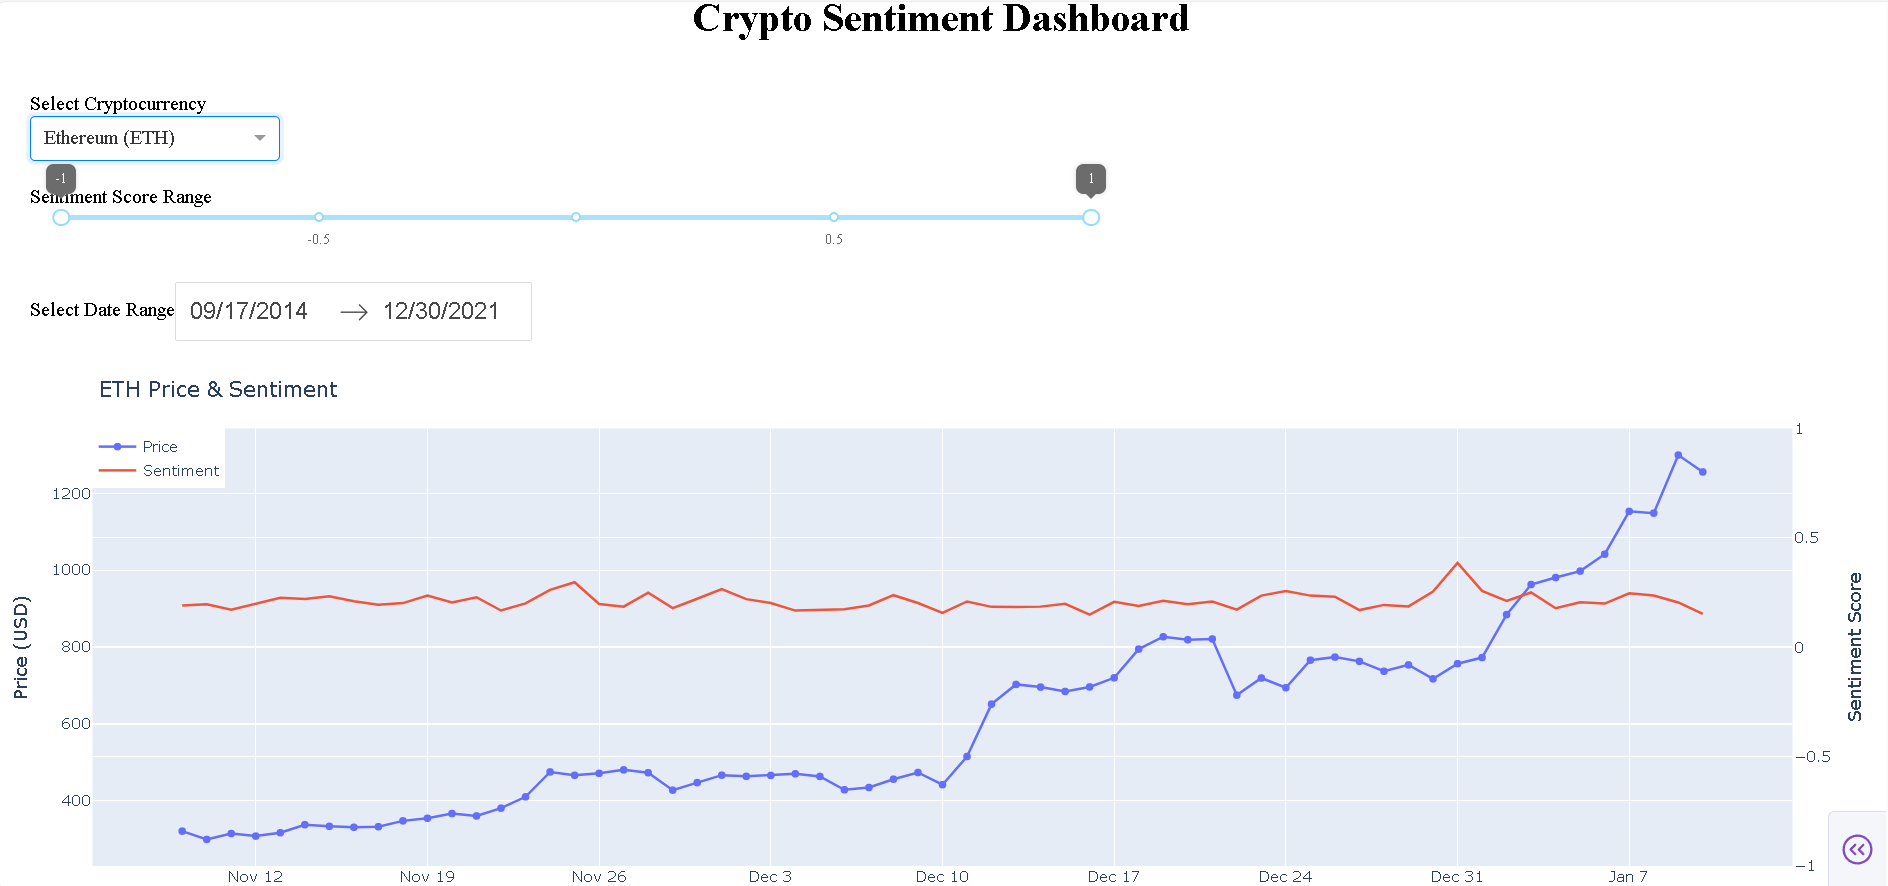 Crypto Sentiment Dashboard
Select Cryptocurrency
Ethereum (ETH)
-1
1
Sentiment Score Range
-0.5
0.5
Select Date Range
09/17/2014 → 12/30/2021
ETH Price & Sentiment
Price
Sentiment
1200
1000
800
600
400
Price (USD)
1
0.5
0
−0.5
−1
Sentiment Score
Nov 12
Nov 19
Nov 26
Dec 3
Dec 10
Dec 17
Dec 24
Dec 31
Jan 7